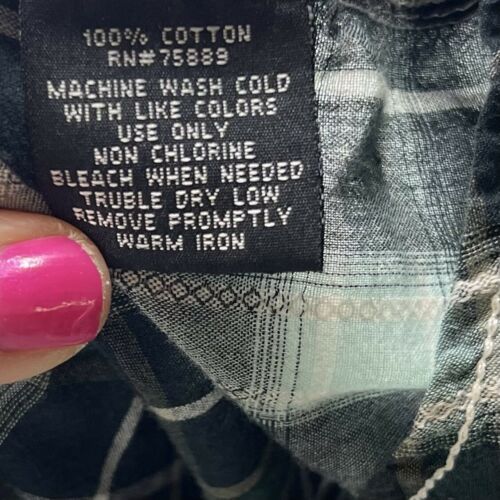 100% COTTON
RN#75889
MACHINE WASH COLD
WITH LIKE COLORS
USE ONLY
NON CHLORINE
BLEACH WHEN NEEDED
TRUBLE DRY LOW
REMOVE PROMPTLY
WARM IRON